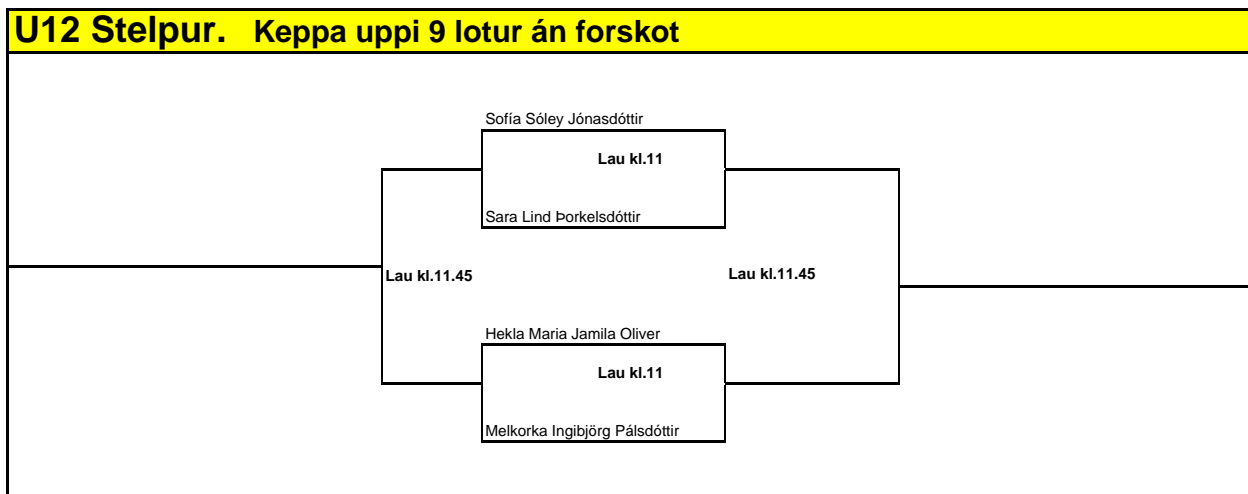 U12 Stelpur. Keppa uppi 9 lotur án forskot
Sofía Sóley Jónasdóttir
Lau kl.11
Sara Lind Þorkelsdóttir
Lau kl.11.45
Lau kl.11.45
Hekla Maria Jamila Oliver
Lau kl.11
Melkorka Ingibjörg Pálsdóttir